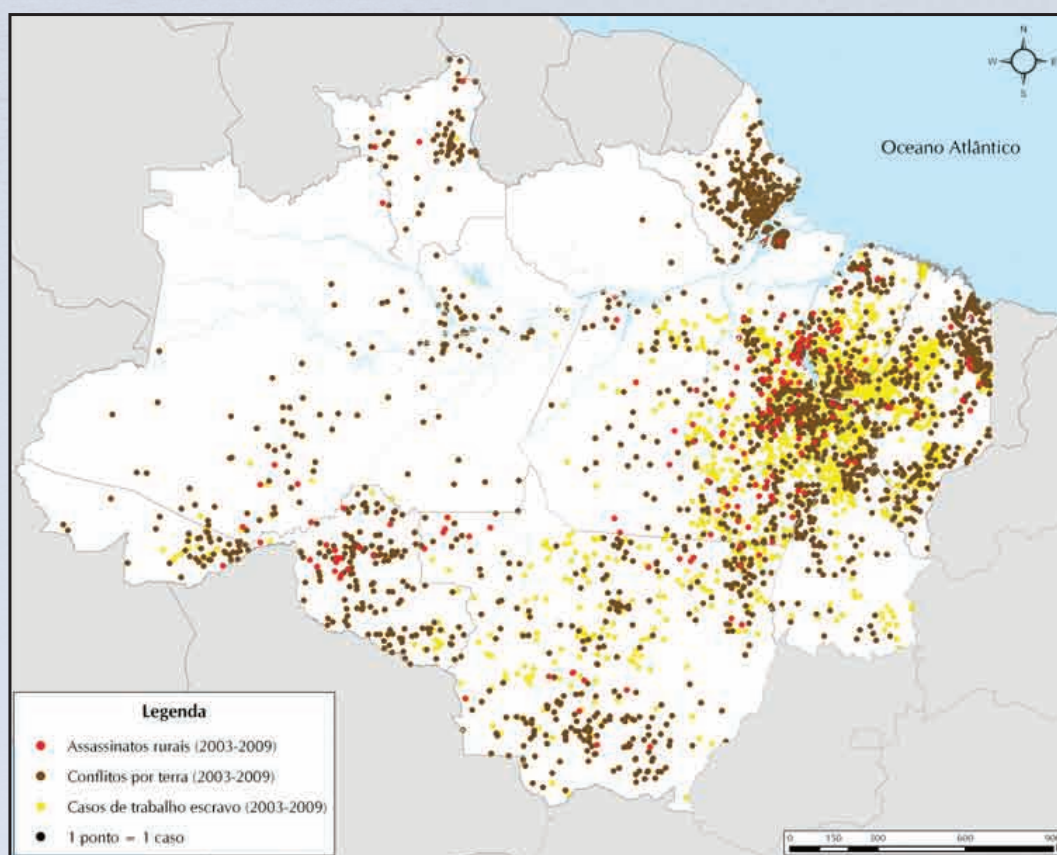 N
W
E
S
Oceano Atlântico
Legenda
Assassinatos rurais (2003-2009)
Conflitos por terra (2003-2009)
Casos de trabalho escravo (2003-2009)
1 ponto = 1 caso
0 150 300 600 900